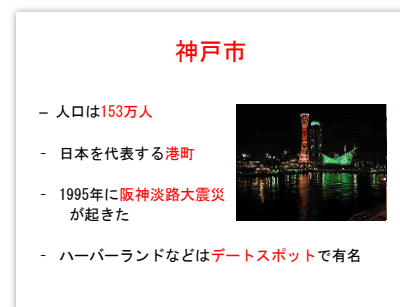 神戸市
– 人口は153万人
- 日本を代表する港町
- 1995年に阪神淡路大震災
が起きた
- ハーバーランドなどはデートスポットで有名